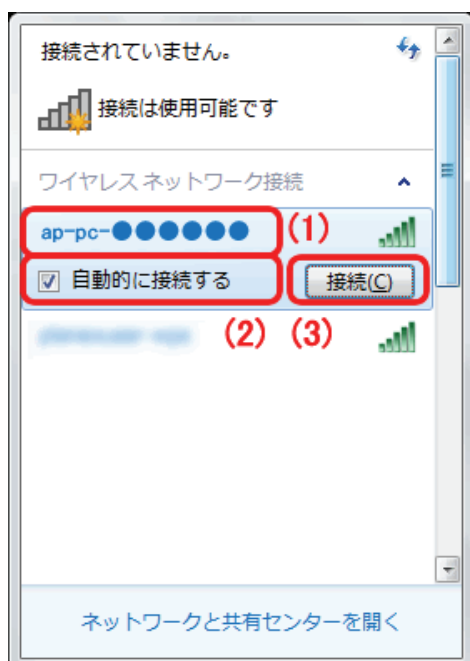 接続されていません。
接続は使用可能です
ワイヤレス ネットワーク接続
ap-pc-●●●●●● (1)
自動的に接続する 接続(C)
(2) (3)
ネットワークと共有センターを開く